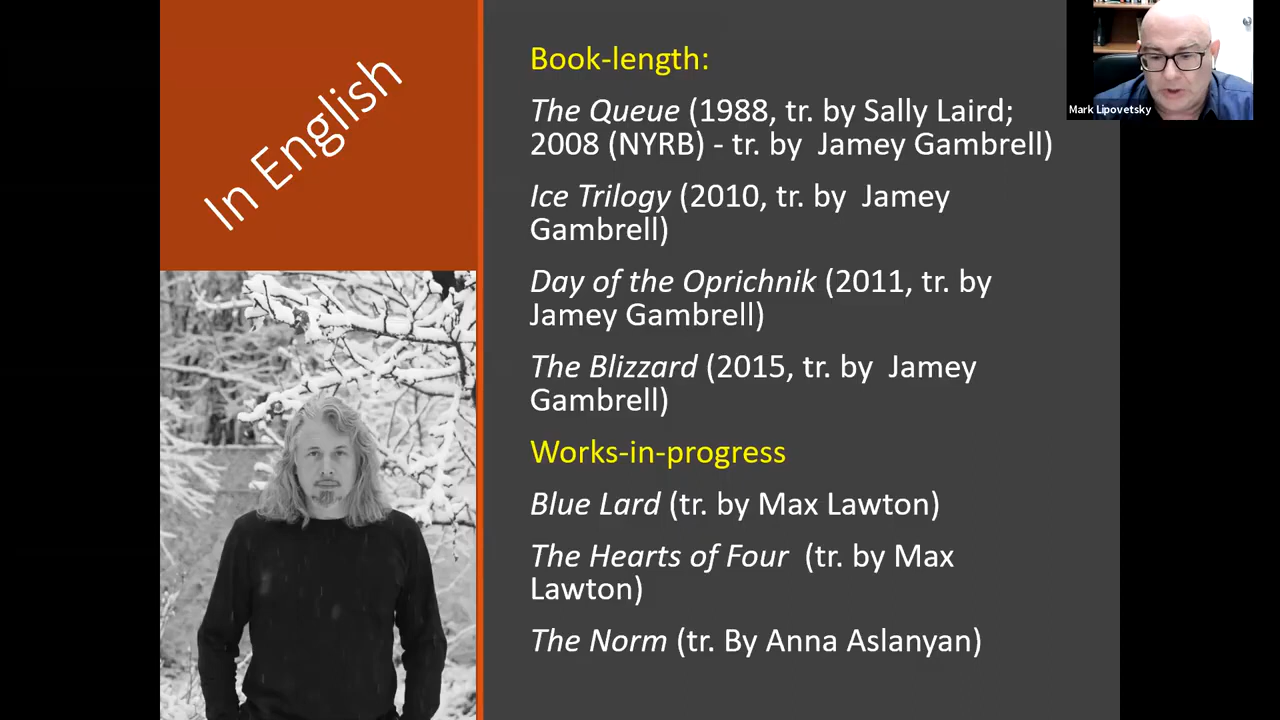 In English
Book-length:
The Queue (1988, tr. by Sally Laird;
2008 (NYRB) - tr. by  Jamey Gambrell)
Ice Trilogy (2010, tr. by  Jamey
Gambrell)
Day of the Oprichnik (2011, tr. by
Jamey Gambrell)
The Blizzard (2015, tr. by  Jamey
Gambrell)
Works-in-progress
Blue Lard (tr. by Max Lawton)
The Hearts of Four  (tr. by Max
Lawton)
The Norm (tr. By Anna Aslanyan)
Mark Lipovetsky